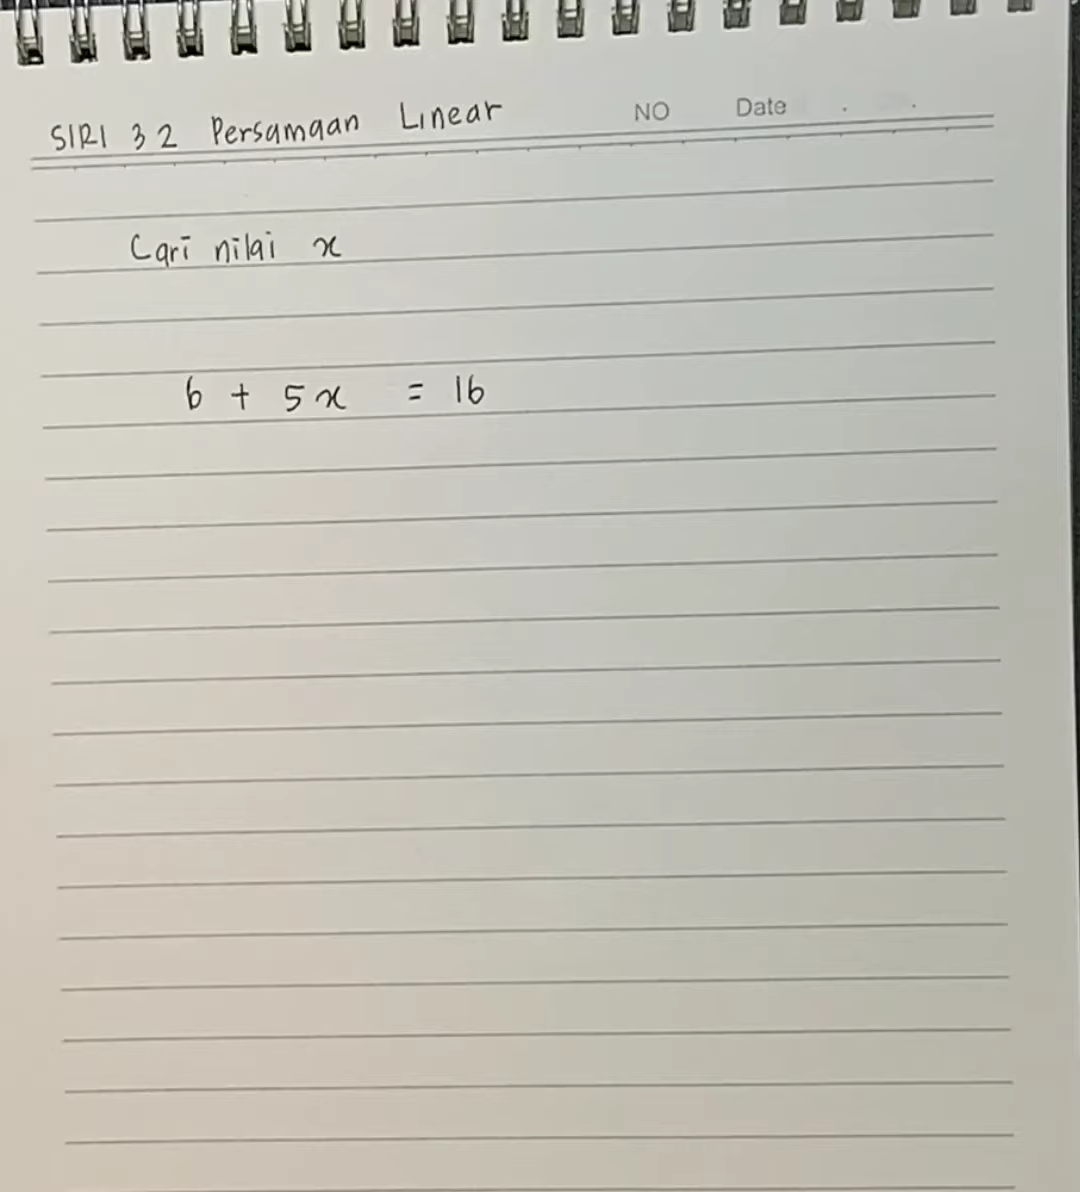 SIRI 32 Persamaan Linear NO Date
Cari nilai x
6 + 5x = 16